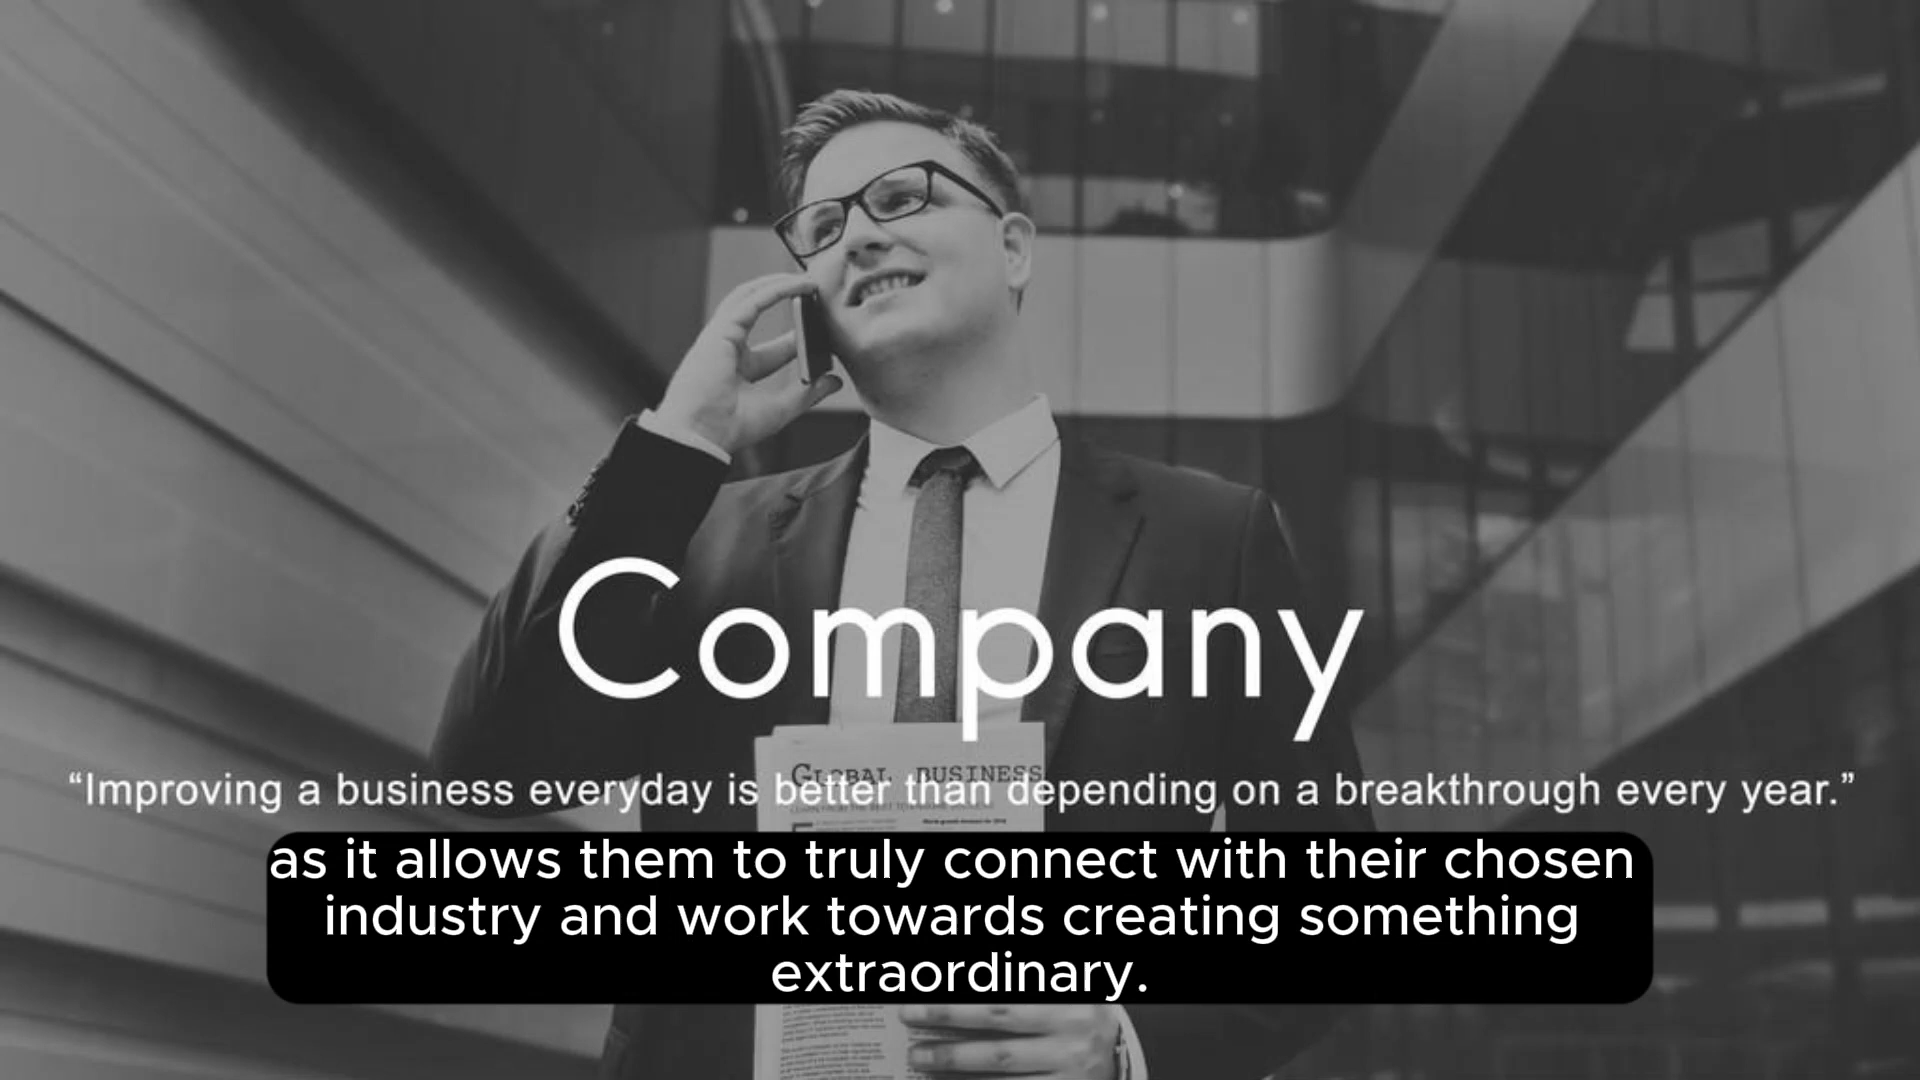 Company
GLOBAL BUSINESS
“Improving a business everyday is better than depending on a breakthrough every year.”
as it allows them to truly connect with their chosen
industry and work towards creating something
extraordinary.